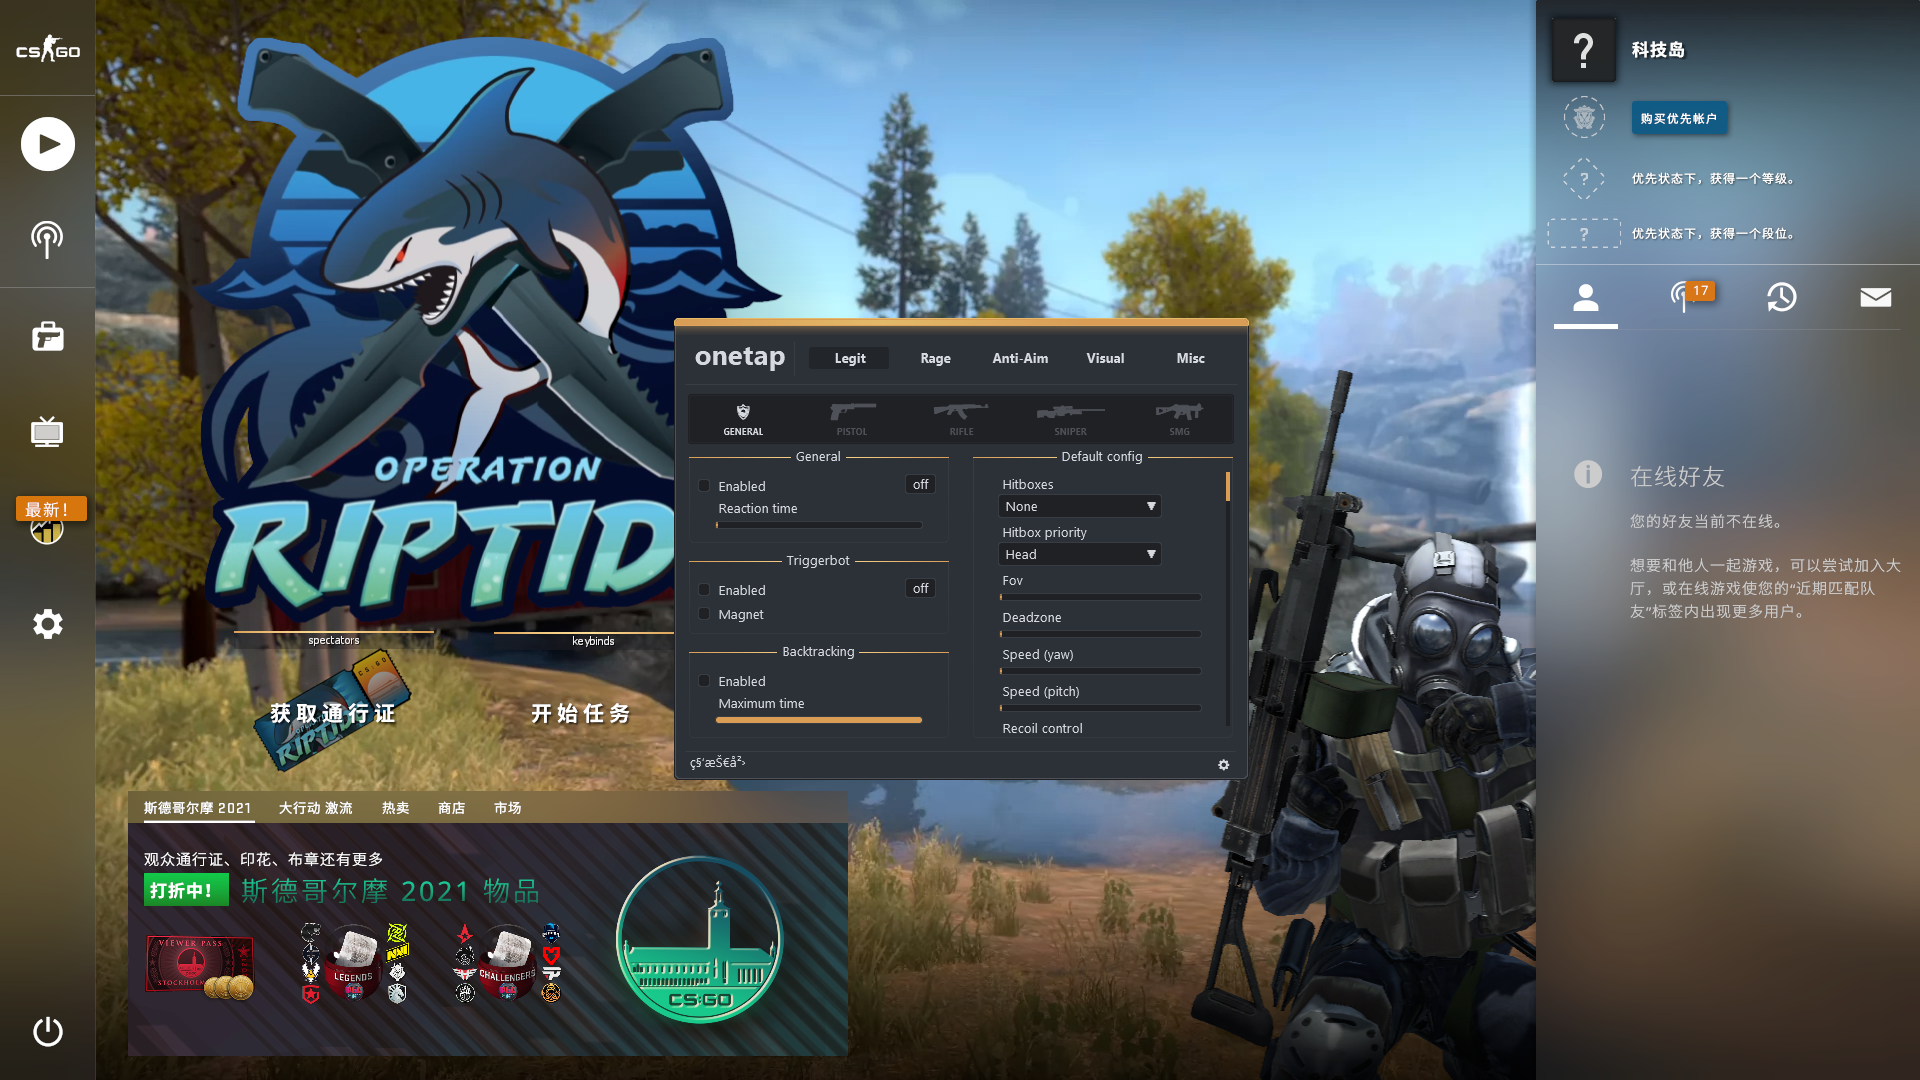 CS GO
最新!
OPERATION
RIPTID
spectators
keybinds
获取通行证
开始任务
斯德哥尔摩 2021
大行动 激流
热卖
商店
市场
观众通行证、印花、布章还有更多
打折中!
斯德哥尔摩 2021 物品
VIEWER PASS
LEGENDS
CHALLENGERS
CS:GO
onetap
Legit
Rage
Anti-Aim
Visual
Misc
GENERAL
PISTOL
RIFLE
SNIPER
SMG
General
Enabled
off
Reaction time
Triggerbot
Enabled
off
Magnet
Backtracking
Enabled
Maximum time
Default config
Hitboxes
None
Hitbox priority
Head
Fov
Deadzone
Speed (yaw)
Speed (pitch)
Recoil control
ç§‘æŠ€å²›
?
科技岛
购买优先帐户
?
优先状态下，获得一个等级。
?
优先状态下，获得一个段位。
17
在线好友
您的好友当前不在线。
想要和他人一起游戏，可以尝试加入大
厅，或在线游戏使您的“近期匹配队
友”标签内出现更多用户。